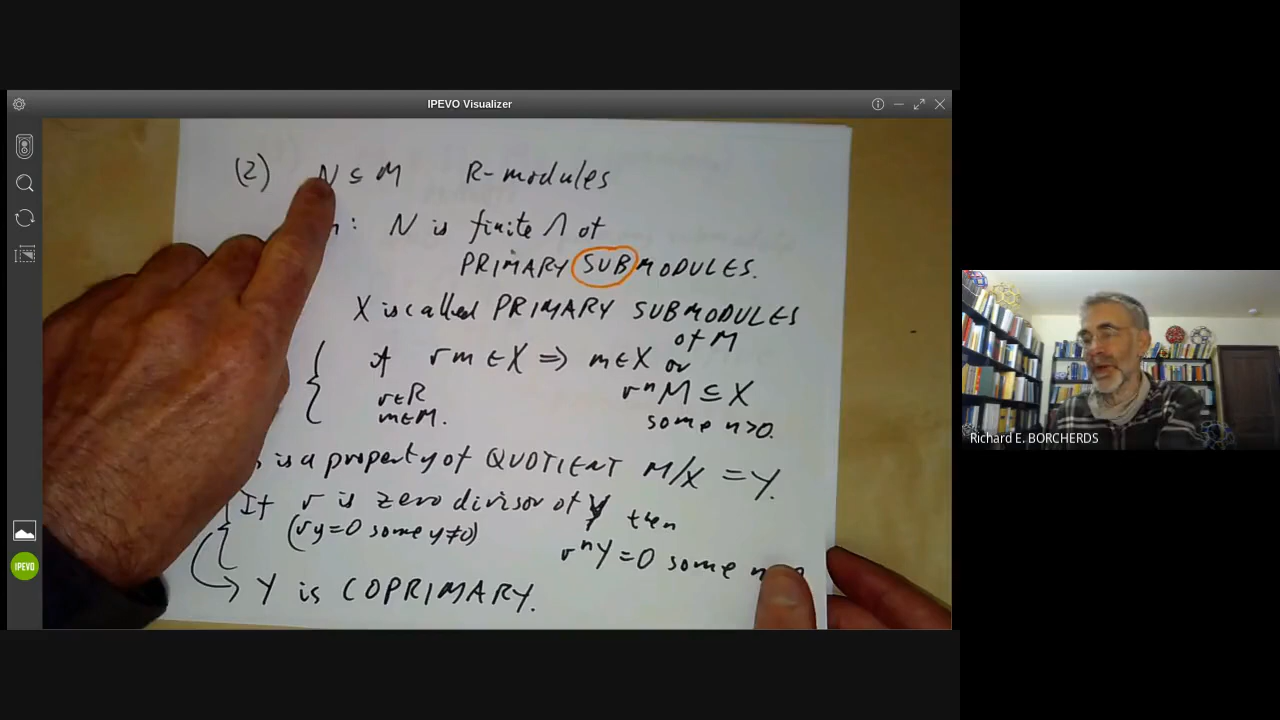 IPEVO Visualizer
(2) N ⊆ M R-modules
: N is finite ∩ of
PRIMARY SUBMODULES.
X is called PRIMARY SUBMODULES
of M
if rm ∈ X ⇒ m ∈ X or
r∈R rⁿM ⊆ X
m∈M. some n>0.
is a property of QUOTIENT M/X = Y.
If r is zero divisor of Y then
(ry=0 some y≠0)
rⁿY=0 some
→ Y is COPRIMARY.
IPEVO
Richard E. BORCHERDS